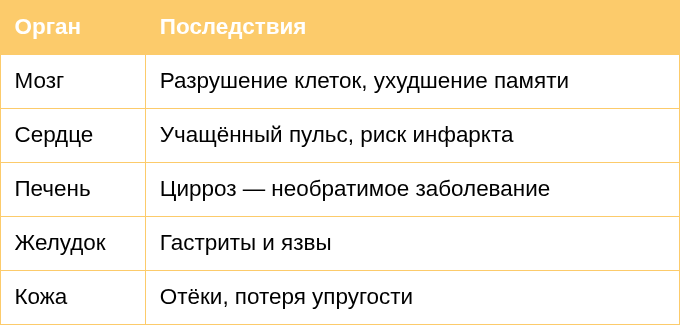 Орган Последствия
Мозг Разрушение клеток, ухудшение памяти
Сердце Учащённый пульс, риск инфаркта
Печень Цирроз — необратимое заболевание
Желудок Гастриты и язвы
Кожа Отёки, потеря упругости